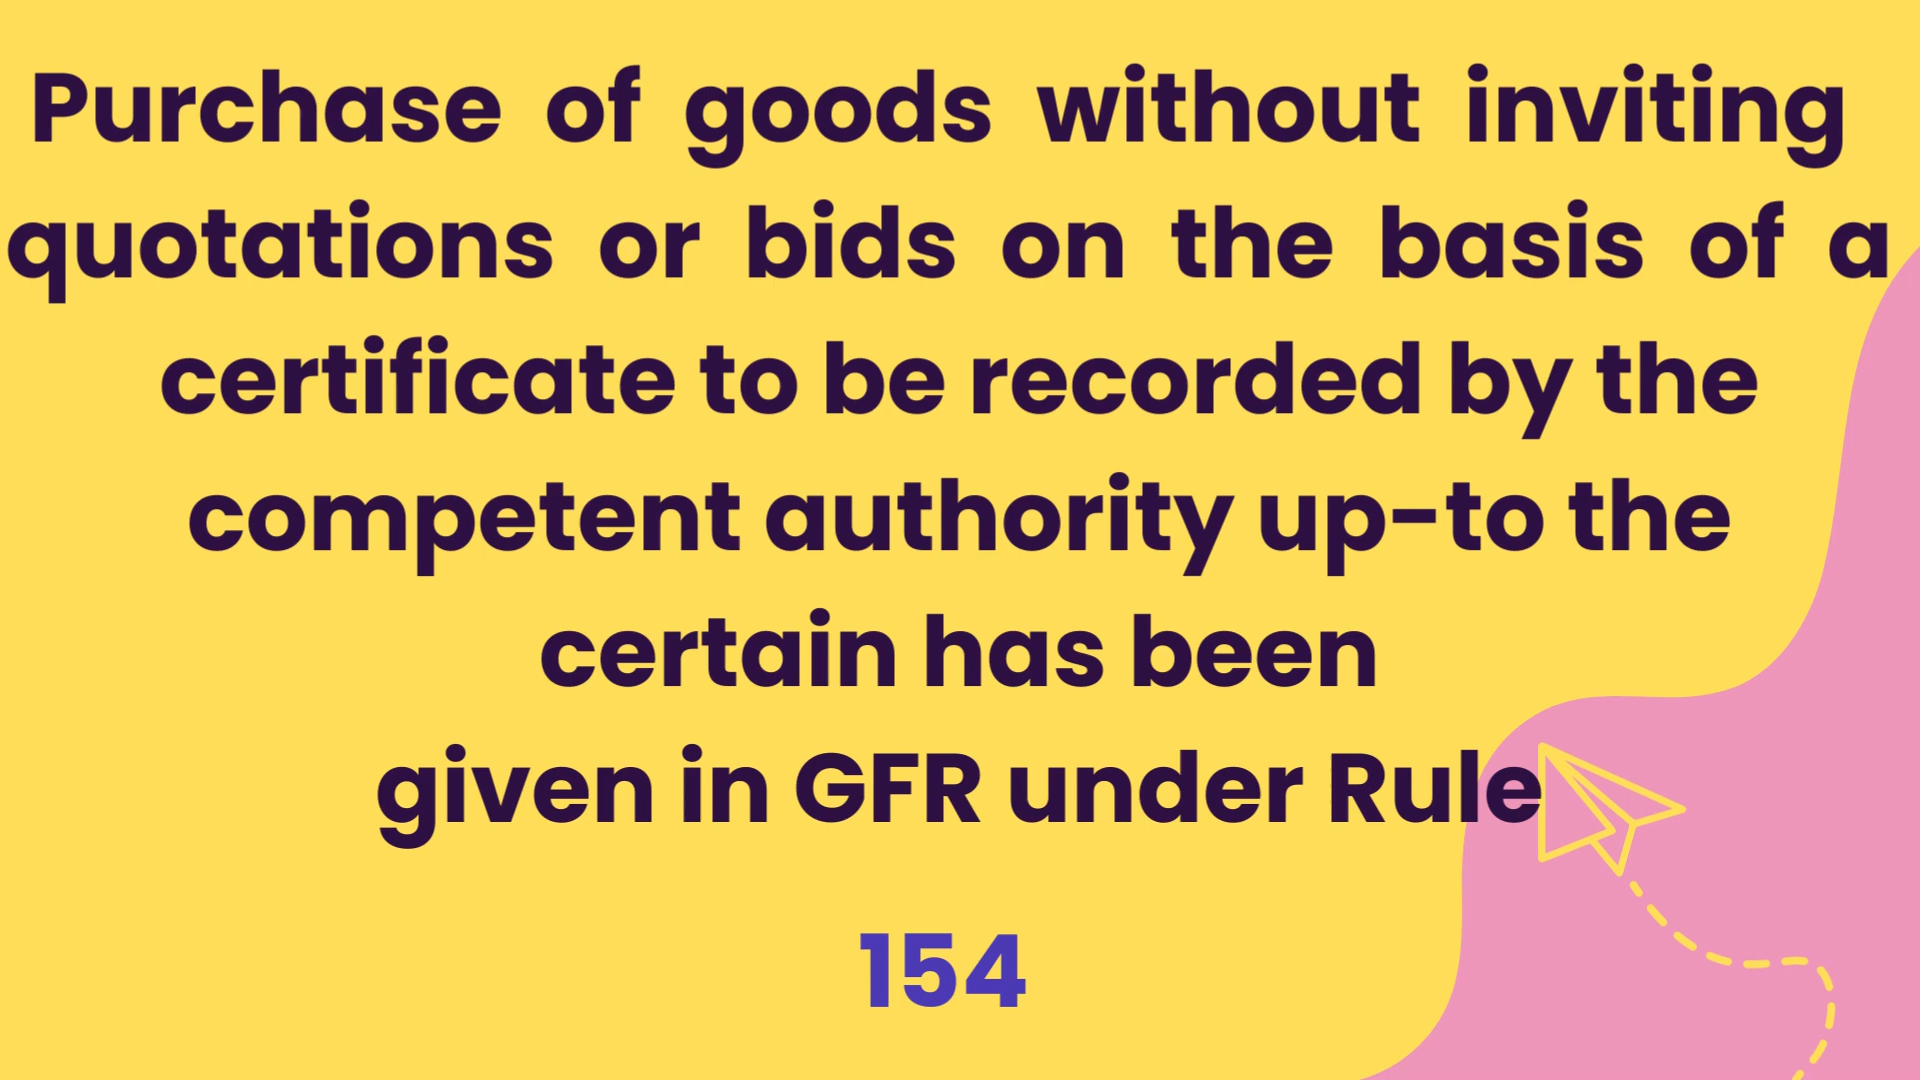 Purchase of goods without inviting
quotations or bids on the basis of a
certificate to be recorded by the
competent authority up-to the
certain has been
given in GFR under Rule
154